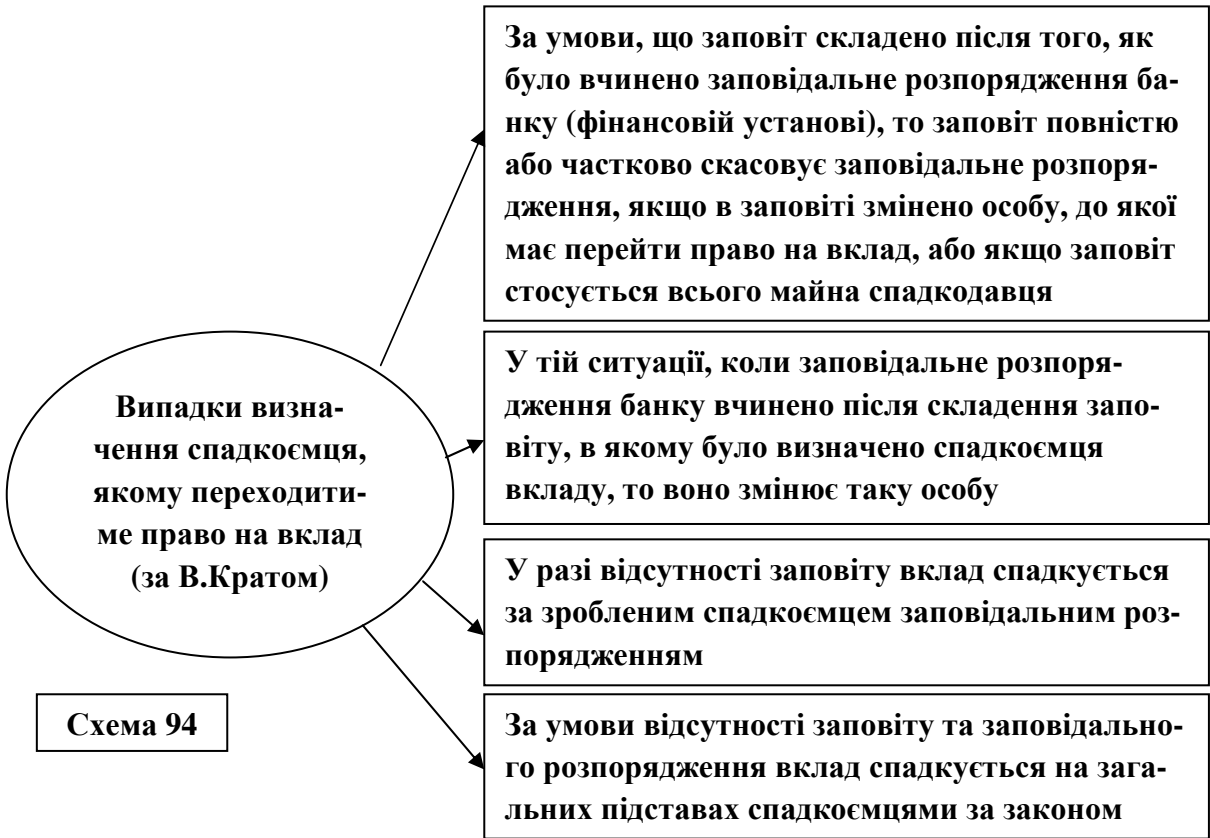 За умови, що заповіт складено після того, як
було вчинено заповідальне розпорядження ба-
нку (фінансовій установі), то заповіт повністю
або частково скасовує заповідальне розпоря-
дження, якщо в заповіті змінено особу, до якої
має перейти право на вклад, або якщо заповіт
стосується всього майна спадкодавця
У тій ситуації, коли заповідальне розпоря-
дження банку вчинено після складення запо-
віту, в якому було визначено спадкоємця
вкладу, то воно змінює таку особу
Випадки визна-
чення спадкоємця,
якому переходити-
ме право на вклад
(за В.Кратом)
У разі відсутності заповіту вклад спадкується
за зробленим спадкоємцем заповідальним роз-
порядженням
Схема 94
За умови відсутності заповіту та заповідально-
го розпорядження вклад спадкується на зага-
льних підставах спадкоємцями за законом